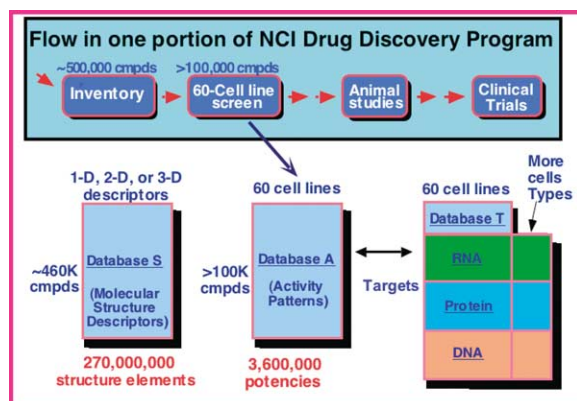 Flow in one portion of NCI Drug Discovery Program
~500,000 cmpds
>100,000 cmpds
Inventory
60-Cell line
screen
Animal
studies
Clinical
Trials
1-D, 2-D, or 3-D
descriptors
~460K
cmpds
Database S
(Molecular
Structure
Descriptors)
270,000,000
structure elements
60 cell lines
>100K
cmpds
Database A
(Activity
Patterns)
3,600,000
potencies
Targets
60 cell lines
More
cells
Types
Database T
RNA
Protein
DNA